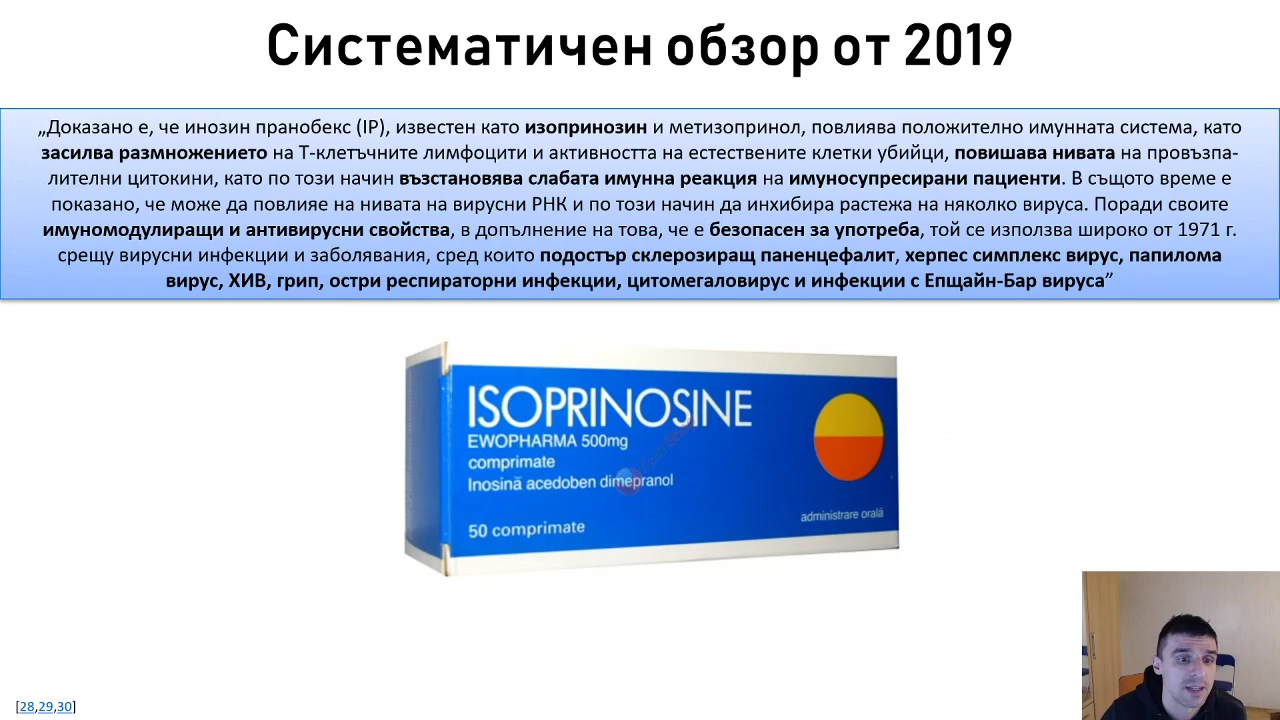 Систематичен обзор от 2019
„Доказано е, че инозин пранобекс (IP), известен като изопринозин и метизопринол, повлиява положително имунната система, като
засилва размножението на Т-клетъчните лимфоцити и активността на естествените клетки убийци, повишава нивата на провъзпа-
лителни цитокини, като по този начин възстановява слабата имунна реакция на имуносупресирани пациенти. В същото време е
показано, че може да повлияе на нивата на вирусни РНК и по този начин да инхибира растежа на няколко вируса. Поради своите
имуномодулиращи и антивирусни свойства, в допълнение на това, че е безопасен за употреба, той се използва широко от 1971 г.
срещу вирусни инфекции и заболявания, сред които подостър склерозиращ паненцефалит, херпес симплекс вирус, папилома
вирус, ХИВ, грип, остри респираторни инфекции, цитомегаловирус и инфекции с Епщайн-Бар вируса”
ISOPRINOSINE
EWOPHARMA 500mg
comprimate
Inosină acedoben dimepranol
50 comprimate
administrare orală
[28,29,30]